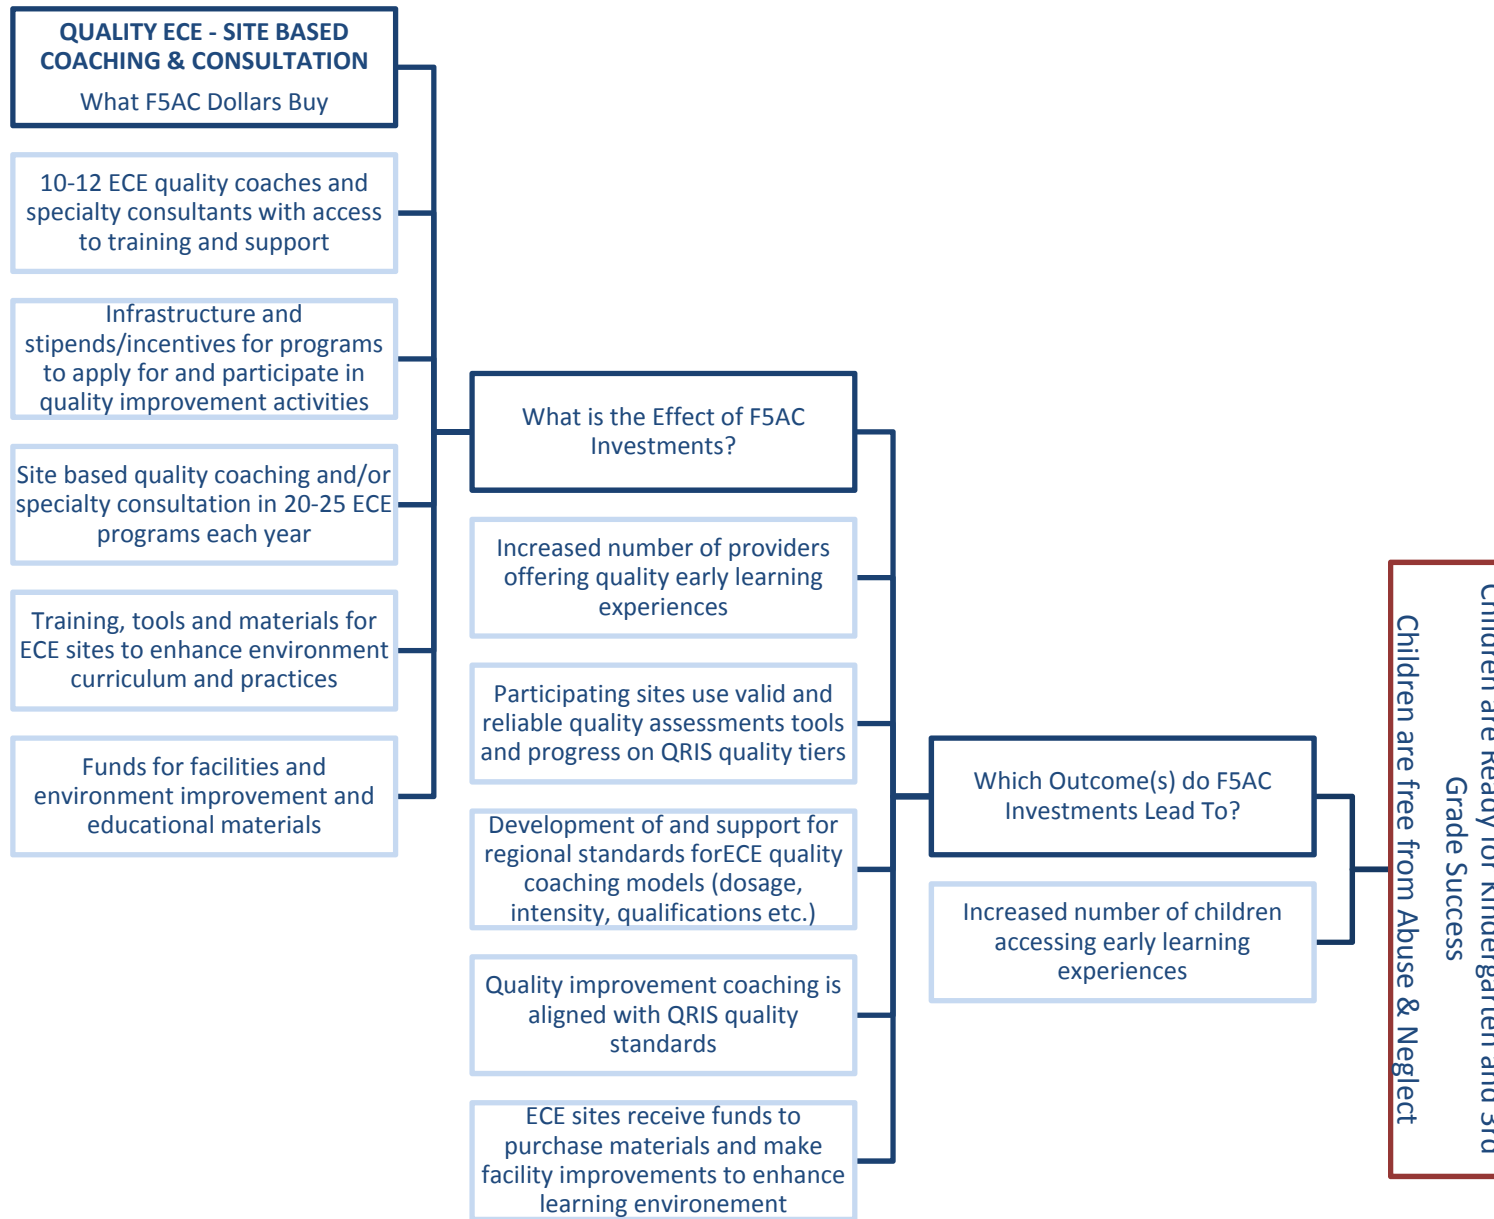 QUALITY ECE - SITE BASED
COACHING & CONSULTATION
What F5AC Dollars Buy
10-12 ECE quality coaches and
specialty consultants with access
to training and support
Infrastructure and
stipends/incentives for programs
to apply for and participate in
quality improvement activities
Site based quality coaching and/or
specialty consultation in 20-25 ECE
programs each year
Training, tools and materials for
ECE sites to enhance environment
curriculum and practices
Funds for facilities and
environment improvement and
educational materials
What is the Effect of F5AC
Investments?
Increased number of providers
offering quality early learning
experiences
Participating sites use valid and
reliable quality assessments tools
and progress on QRIS quality tiers
Development of and support for
regional standards forECE quality
coaching models (dosage,
intensity, qualifications etc.)
Quality improvement coaching is
aligned with QRIS quality
standards
ECE sites receive funds to
purchase materials and make
facility improvements to enhance
learning environement
Which Outcome(s) do F5AC
Investments Lead To?
Increased number of children
accessing early learning
experiences
Children are Ready for Kindergarten and 3rd
Grade Success
Children are free from Abuse & Neglect